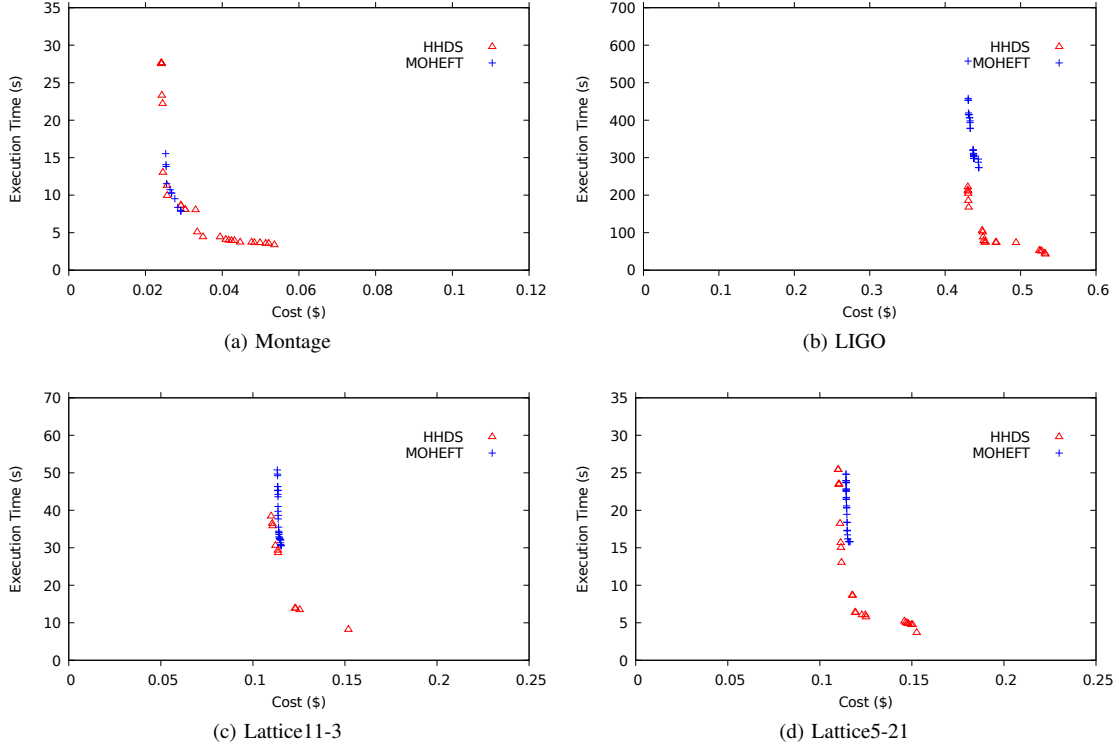 35
30
25
20
15
10
5
0
Execution Time (s)
HHDS
MOHEFT
0 0.02 0.04 0.06 0.08 0.1 0.12
Cost ($)
(a) Montage
700
600
500
400
300
200
100
0
Execution Time (s)
HHDS
MOHEFT
0 0.1 0.2 0.3 0.4 0.5 0.6
Cost ($)
(b) LIGO
70
60
50
40
30
20
10
0
Execution Time (s)
HHDS
MOHEFT
0 0.05 0.1 0.15 0.2 0.25
Cost ($)
(c) Lattice11-3
35
30
25
20
15
10
5
0
Execution Time (s)
HHDS
MOHEFT
0 0.05 0.1 0.15 0.2 0.25
Cost ($)
(d) Lattice5-21